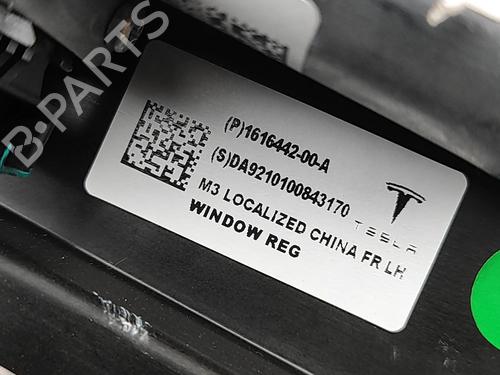 (P)1616442-00-A
(S)DA9210100843170
M3 LOCALIZED CHINA FR LH
WINDOW REG
TESLA
B-PARTS